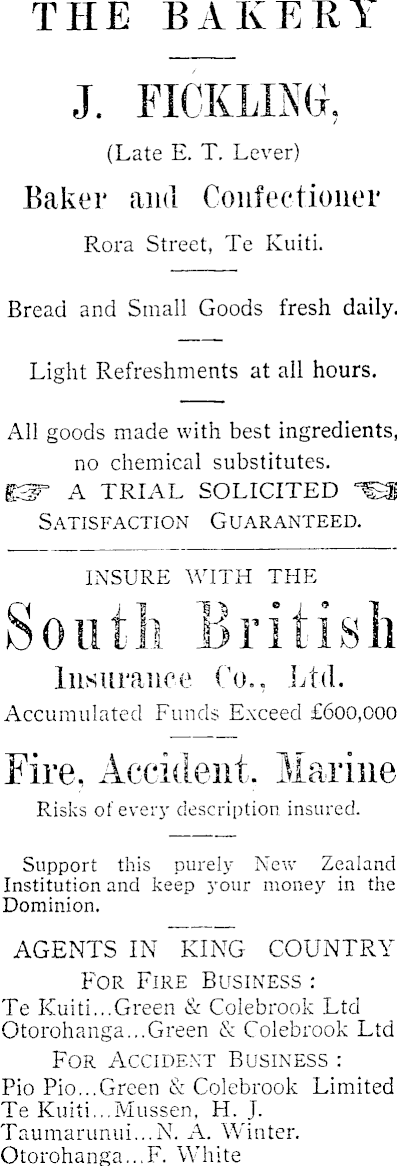 THE BAKERY
J. FICKLING,
(Late E. T. Lever)
Baker and Confectioner
Rora Street, Te Kuiti.
Bread and Small Goods fresh daily.
Light Refreshments at all hours.
All goods made with best ingredients,
no chemical substitutes.
A TRIAL SOLICITED
SATISFACTION GUARANTEED.
INSURE WITH THE
South British
Insurance Co., Ltd.
Accumulated Funds Exceed £600,000
Fire, Accident, Marine
Risks of every description insured.
Support this purely New Zealand
Institution and keep your money in the
Dominion.
AGENTS IN KING COUNTRY
FOR FIRE BUSINESS :
Te Kuiti...Green & Colebrook Ltd
Otorohanga...Green & Colebrook Ltd
FOR ACCIDENT BUSINESS :
Pio Pio...Green & Colebrook Limited
Te Kuiti...Mussen, H. J.
Taumarunui...N. A. Winter.
Otorohanga...F. White